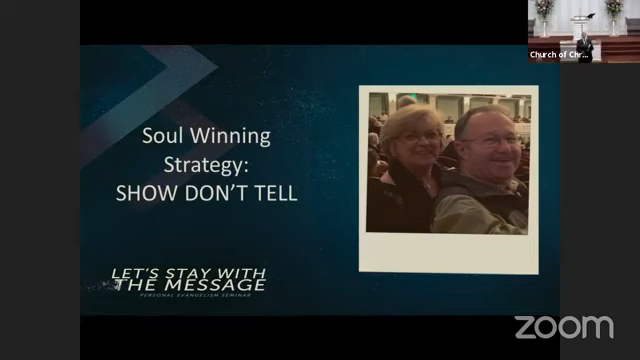 Church of Chr...
Soul Winning
Strategy:
SHOW DON'T TELL
LET'S STAY WITH
THE MESSAGE
PERSONAL EVANGELISM SEMINAR
zoom